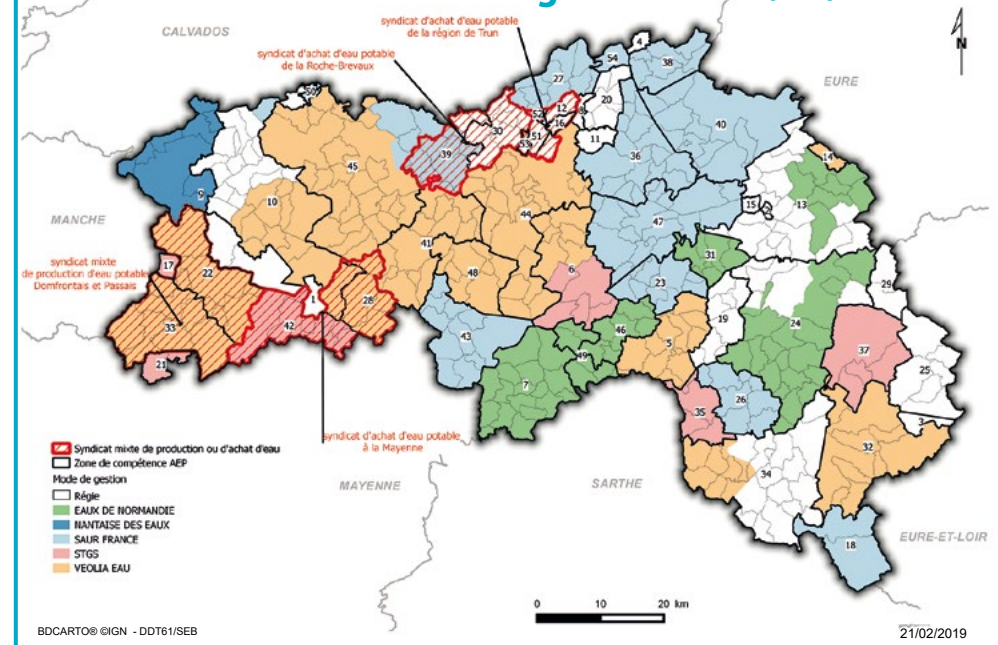 CALVADOS
syndicat d'achat d'eau potable
de la région de Trun
syndicat d'achat d'eau potable
de la Roche-Brevaux
N
EURE
4
54
38
27
50
20
12
52
8
16
30
51
53
11
40
39
36
45
14
9
10
15
13
MANCHE
44
47
syndicat mixte
de production d'eau potable
Domfrontais et Passais
17
22
41
31
6
48
23
29
1
28
19
24
33
42
46
43
5
37
49
21
7
25
26
35
3
32
34
18
syndicat d'achat d'eau potable
à la Mayenne
Syndicat mixte de production ou d'achat d'eau
Zone de compétence AEP
Mode de gestion
Régie
EAUX DE NORMANDIE
NANTAISE DES EAUX
SAUR FRANCE
STGS
VEOLIA EAU
MAYENNE
SARTHE
EURE-ET-LOIR
0 10 20 km
BDCARTO® ©IGN - DDT61/SEB
21/02/2019